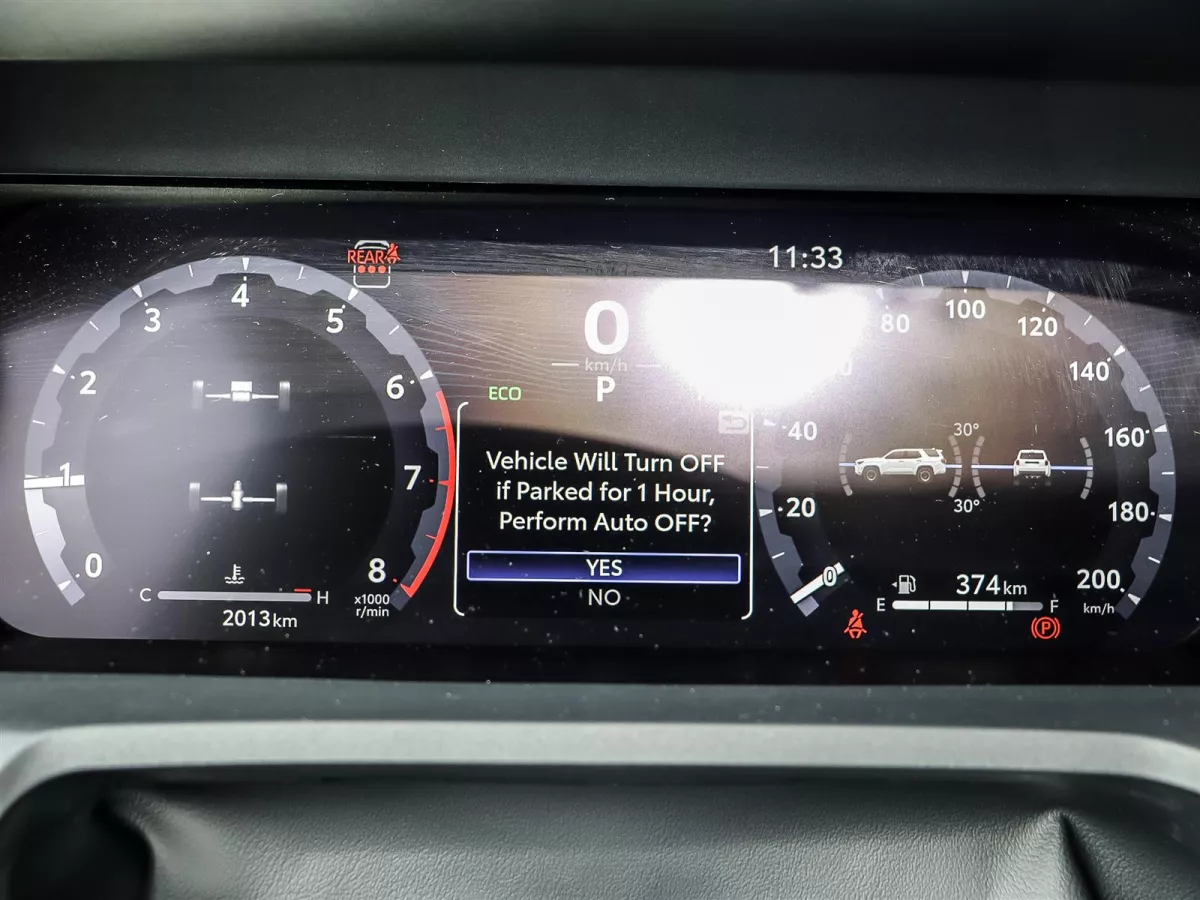 REAR
11:33
0
km/h
P
ECO
Vehicle Will Turn OFF
if Parked for 1 Hour,
Perform Auto OFF?
YES
NO
0
1
2
3
4
5
6
7
8
x1000
r/min
C
H
2013km
0
20
40
80
100
120
140
160
180
200
km/h
30°
30°
374km
E
F
P